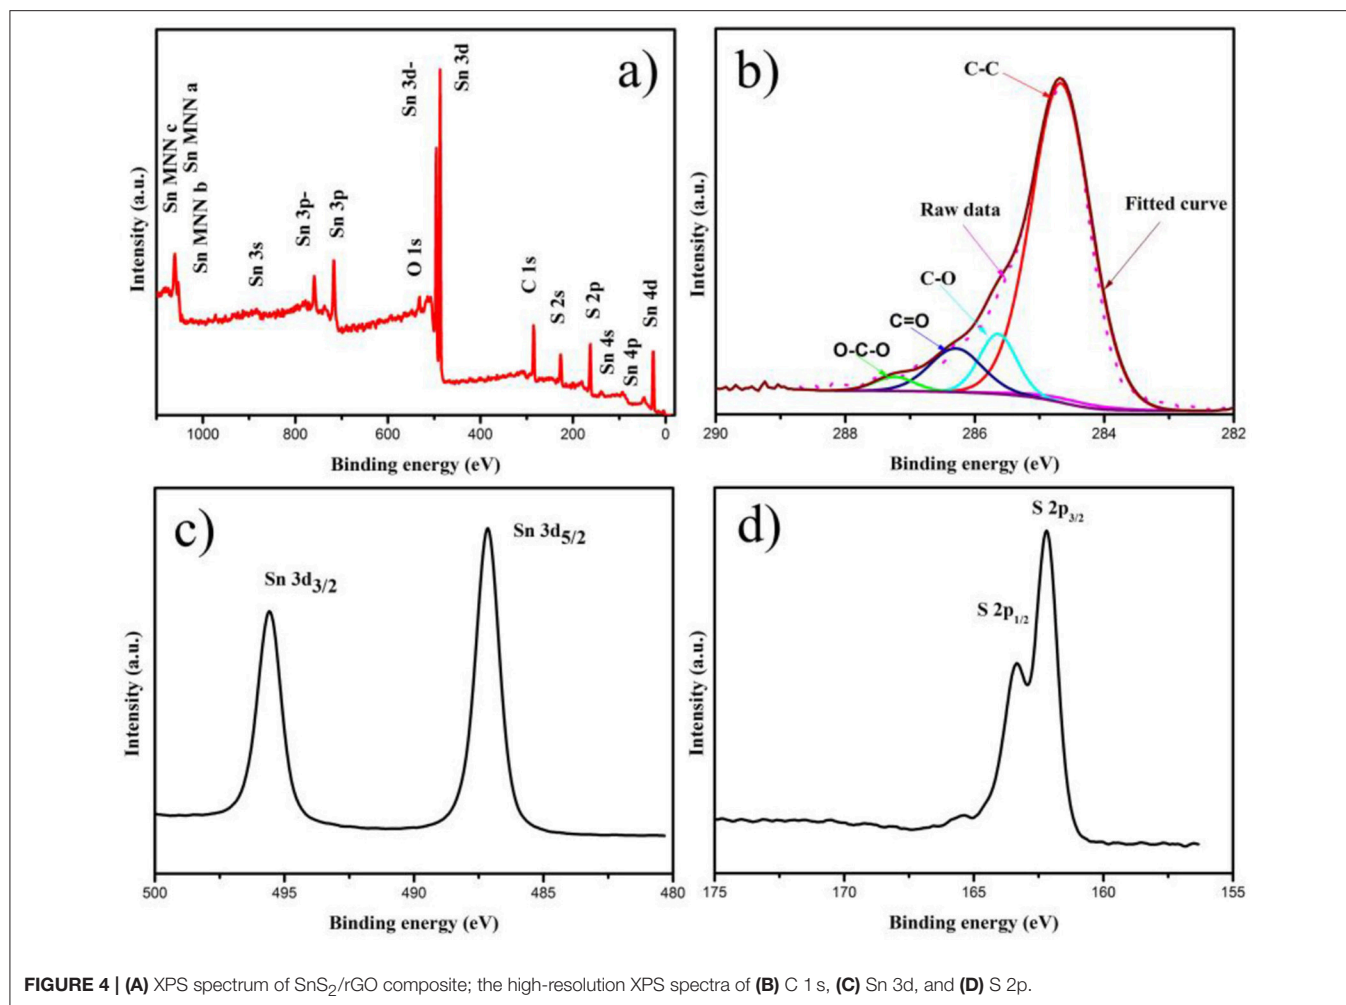 a)
Sn MNN c
Sn MNN b
Sn MNN a
Sn 3s
Sn 3p-
Sn 3p
O 1s
Sn 3d-
Sn 3d
C 1s
S 2s
S 2p
Sn 4s
Sn 4p
Sn 4d
Intensity (a.u.)
1000 800 600 400 200 0
Binding energy (eV)
b)
C-C
Raw data
Fitted curve
C-O
C=O
O-C-O
Intensity (a.u.)
290 288 286 284 282
Binding energy (eV)
c)
Sn 3d3/2
Sn 3d5/2
Intensity (a.u.)
500 495 490 485 480
Binding energy (eV)
d)
S 2p3/2
S 2p1/2
Intensity (a.u.)
175 170 165 160 155
Binding energy (eV)
FIGURE 4 | (A) XPS spectrum of SnS2/rGO composite; the high-resolution XPS spectra of (B) C 1s, (C) Sn 3d, and (D) S 2p.